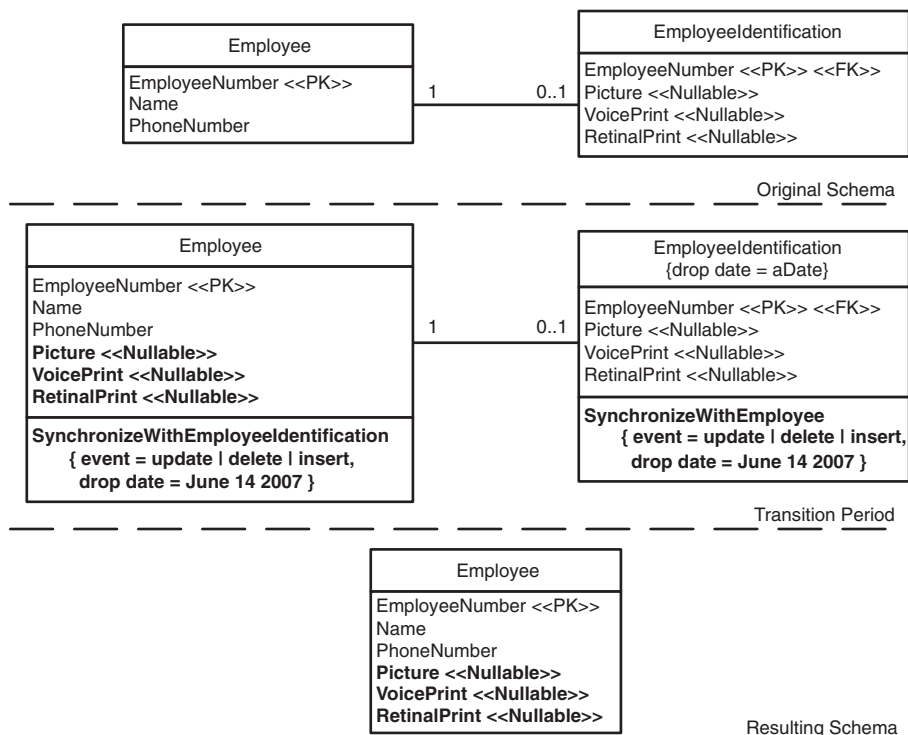 Employee
EmployeeNumber <<PK>>
Name
PhoneNumber
1
0..1
EmployeeIdentification
EmployeeNumber <<PK>> <<FK>>
Picture <<Nullable>>
VoicePrint <<Nullable>>
RetinalPrint <<Nullable>>
Original Schema
Employee
EmployeeNumber <<PK>>
Name
PhoneNumber
Picture <<Nullable>>
VoicePrint <<Nullable>>
RetinalPrint <<Nullable>>
SynchronizeWithEmployeeIdentification
{ event = update | delete | insert,
drop date = June 14 2007 }
1
0..1
EmployeeIdentification
{drop date = aDate}
EmployeeNumber <<PK>> <<FK>>
Picture <<Nullable>>
VoicePrint <<Nullable>>
RetinalPrint <<Nullable>>
SynchronizeWithEmployee
{ event = update | delete | insert,
drop date = June 14 2007 }
Transition Period
Employee
EmployeeNumber <<PK>>
Name
PhoneNumber
Picture <<Nullable>>
VoicePrint <<Nullable>>
RetinalPrint <<Nullable>>
Resulting Schema